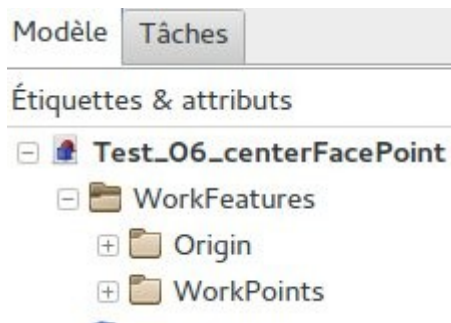 Modèle Tâches
Étiquettes & attributs
Test_06_centerFacePoint
WorkFeatures
Origin
WorkPoints